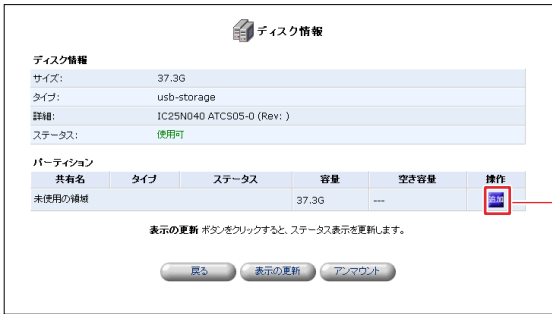 ディスク情報
ディスク情報
サイズ: 37.3G
タイプ: usb-storage
詳細: IC25N040 ATCS05-0 (Rev: )
ステータス: 使用可
パーティション
共有名 タイプ ステータス 容量 空き容量 操作
未使用の領域 37.3G --- 追加
表示の更新 ボタンをクリックすると、ステータス表示を更新します。
戻る 表示の更新 アンマウント